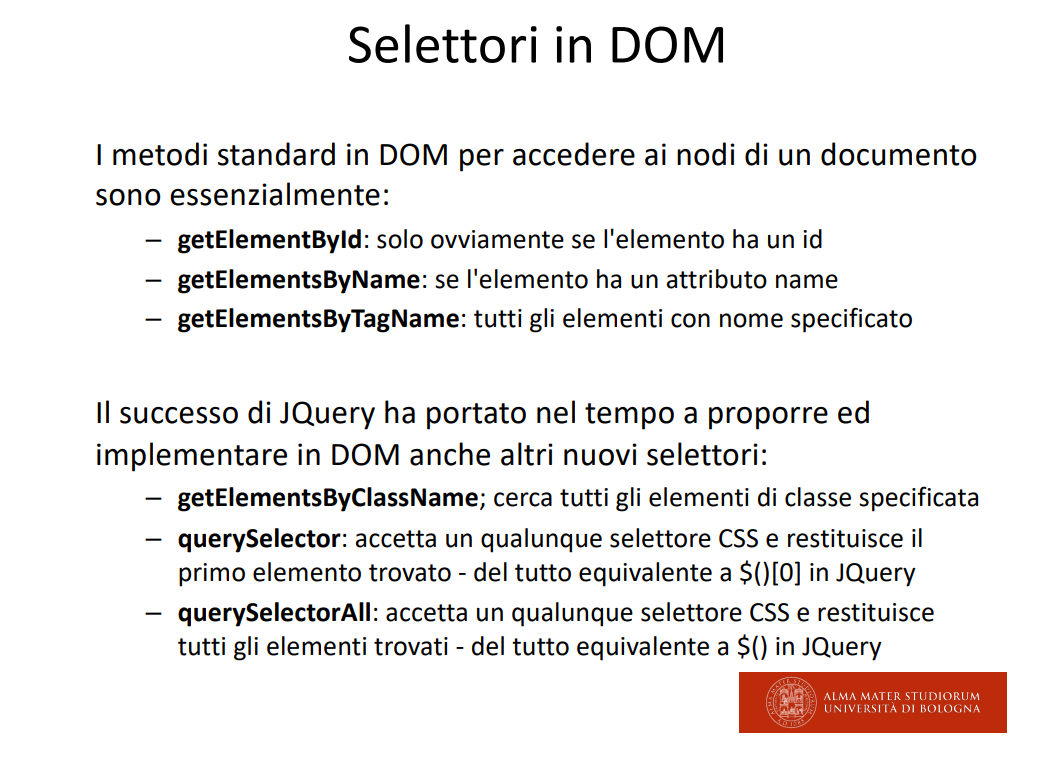 Selettori in DOM
I metodi standard in DOM per accedere ai nodi di un documento
sono essenzialmente:
– getElementById: solo ovviamente se l'elemento ha un id
– getElementsByName: se l'elemento ha un attributo name
– getElementsByTagName: tutti gli elementi con nome specificato
Il successo di JQuery ha portato nel tempo a proporre ed
implementare in DOM anche altri nuovi selettori:
– getElementsByClassName; cerca tutti gli elementi di classe specificata
– querySelector: accetta un qualunque selettore CSS e restituisce il
primo elemento trovato - del tutto equivalente a $()[0] in JQuery
– querySelectorAll: accetta un qualunque selettore CSS e restituisce
tutti gli elementi trovati - del tutto equivalente a $() in JQuery
ALMA MATER STUDIORUM
UNIVERSITÀ DI BOLOGNA